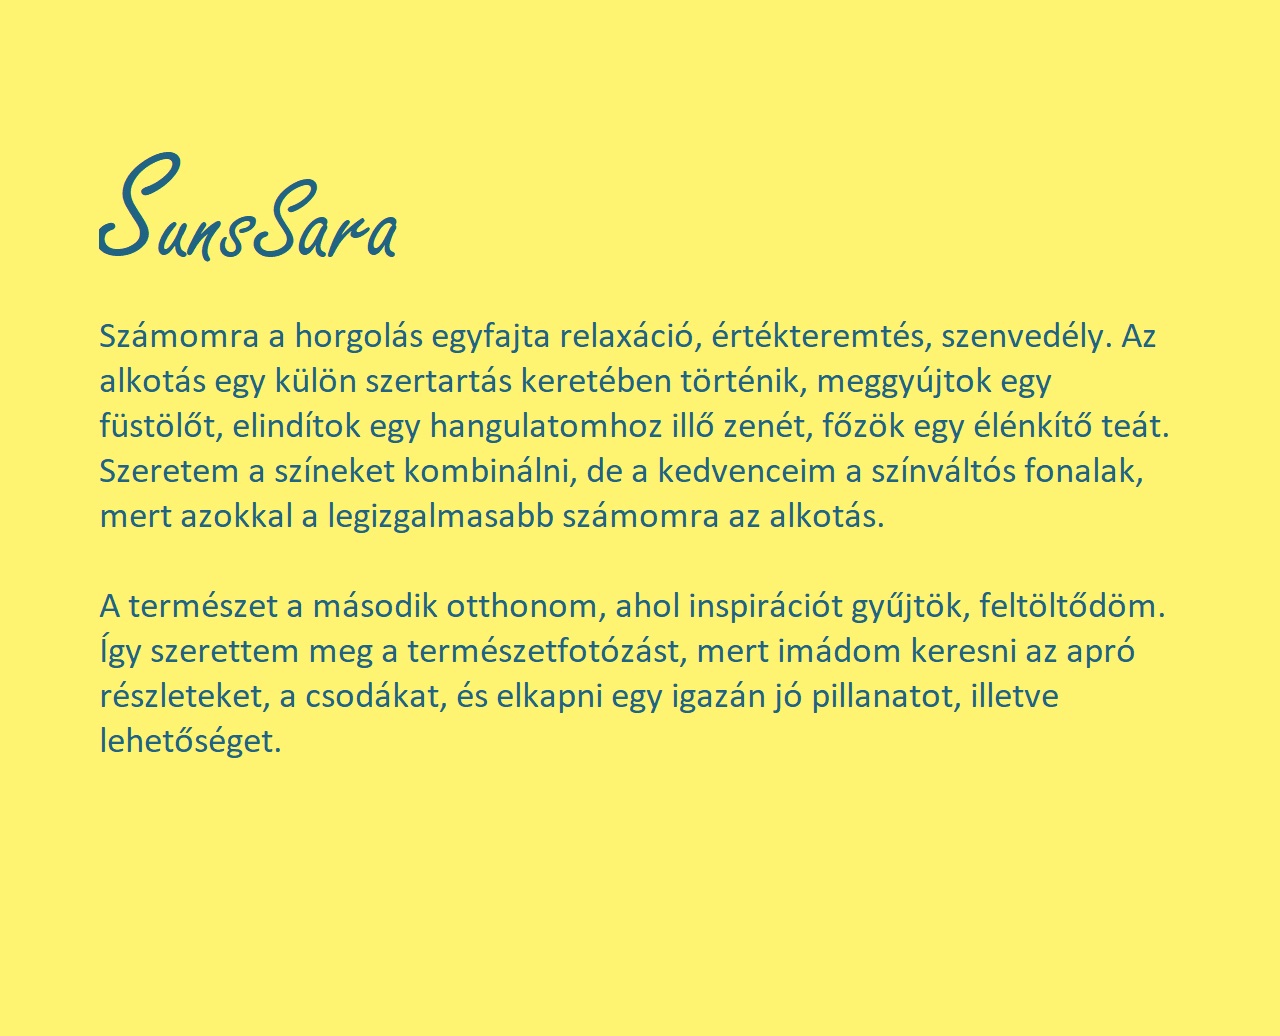 SunsSara
Számomra a horgolás egyfajta relaxáció, értékteremtés, szenvedély. Az
alkotás egy külön szertartás keretében történik, meggyújtok egy
füstölőt, elindítok egy hangulatomhoz illő zenét, főzök egy élénkítő teát.
Szeretem a színeket kombinálni, de a kedvenceim a színváltós fonalak,
mert azokkal a legizgalmasabb számomra az alkotás.
A természet a második otthonom, ahol inspirációt gyűjtök, feltöltődöm.
Így szerettem meg a természetfotózást, mert imádom keresni az apró
részleteket, a csodákat, és elkapni egy igazán jó pillanatot, illetve
lehetőséget.